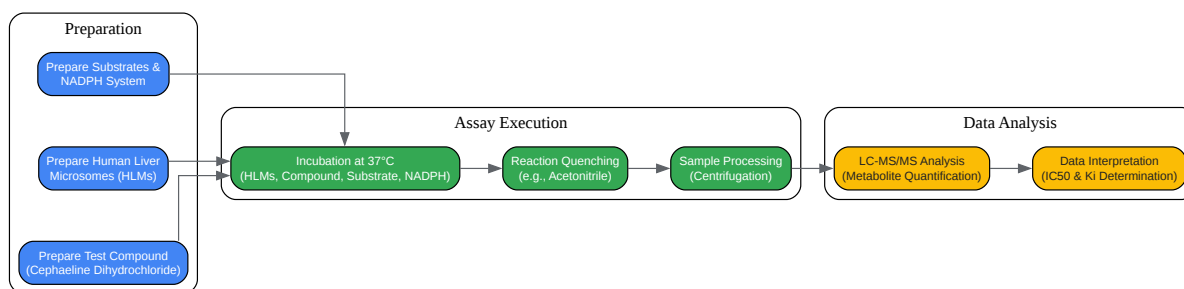 Preparation
Prepare Substrates &
NADPH System
Prepare Human Liver
Microsomes (HLMs)
Prepare Test Compound
(Cephaeline Dihydrochloride)
Assay Execution
Incubation at 37°C
(HLMs, Compound, Substrate, NADPH)
Reaction Quenching
(e.g., Acetonitrile)
Sample Processing
(Centrifugation)
Data Analysis
LC-MS/MS Analysis
(Metabolite Quantification)
Data Interpretation
(IC50 & Ki Determination)